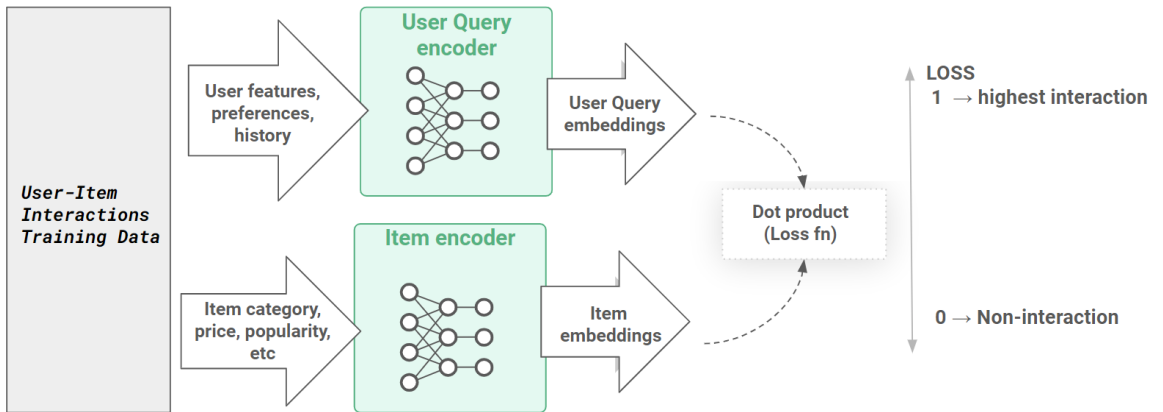 User-Item
Interactions
Training Data
User features,
preferences,
history
User Query
encoder
User Query
embeddings
Item category,
price, popularity,
etc
Item encoder
Item
embeddings
Dot product
(Loss fn)
LOSS
1 → highest interaction
0 → Non-interaction